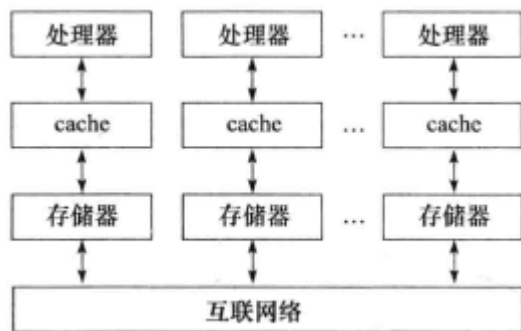 处理器 处理器 … 处理器
cache cache … cache
存储器 存储器 … 存储器
互联网络